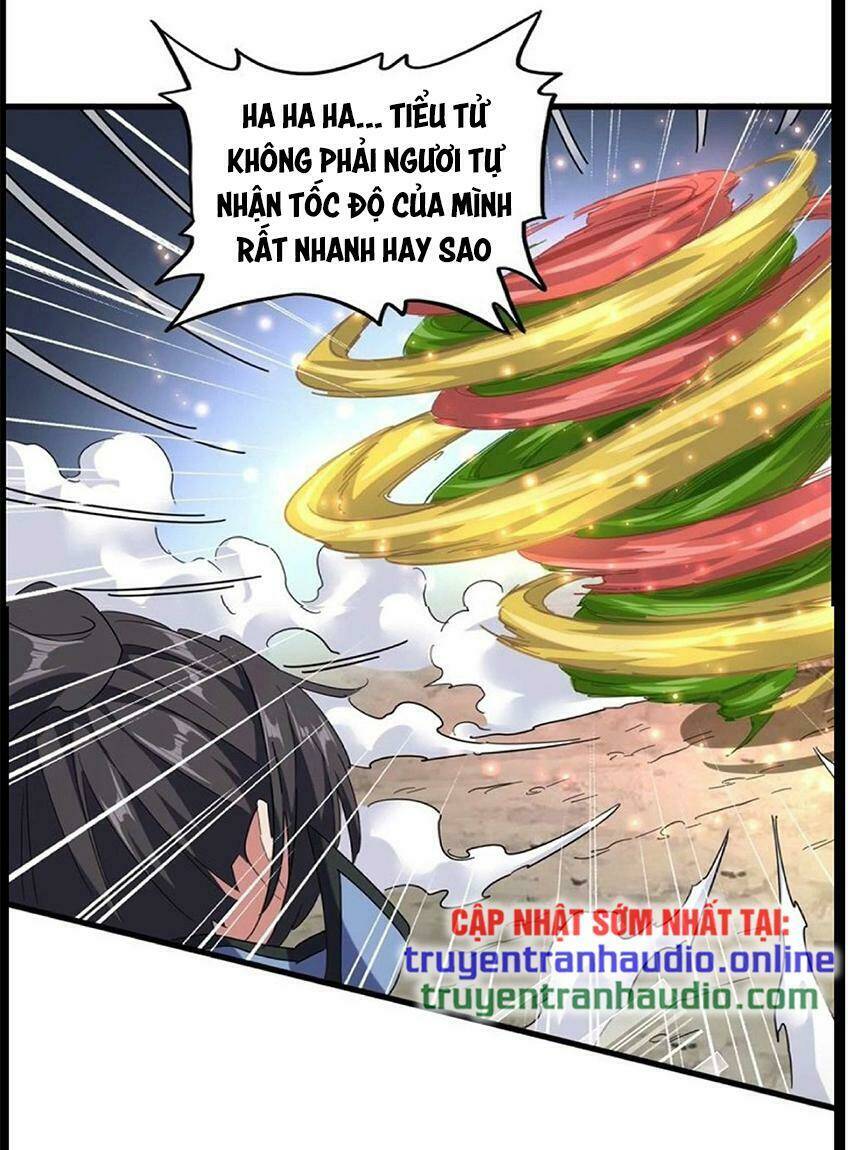 HA HA HA... TIỂU TỬ
KHÔNG PHẢI NGƯƠI TỰ
NHẬN TỐC ĐỘ CỦA MÌNH
RẤT NHANH HAY SAO
CẬP NHẬT SỚM NHẤT TẠI:
truyentranhaudio.online
truyentranhaudio.com